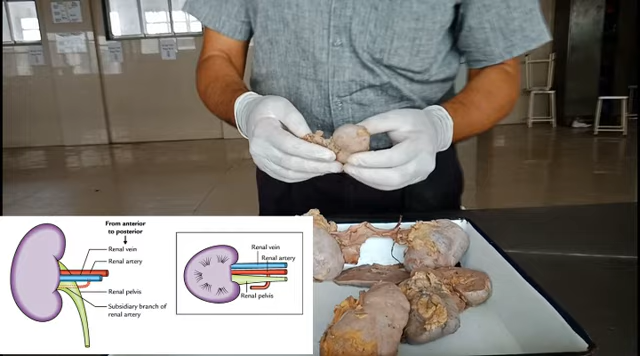 From anterior
to posterior
Renal vein
Renal artery
Renal pelvis
Subsidiary branch of
renal artery
Renal vein
Renal artery
Renal pelvis